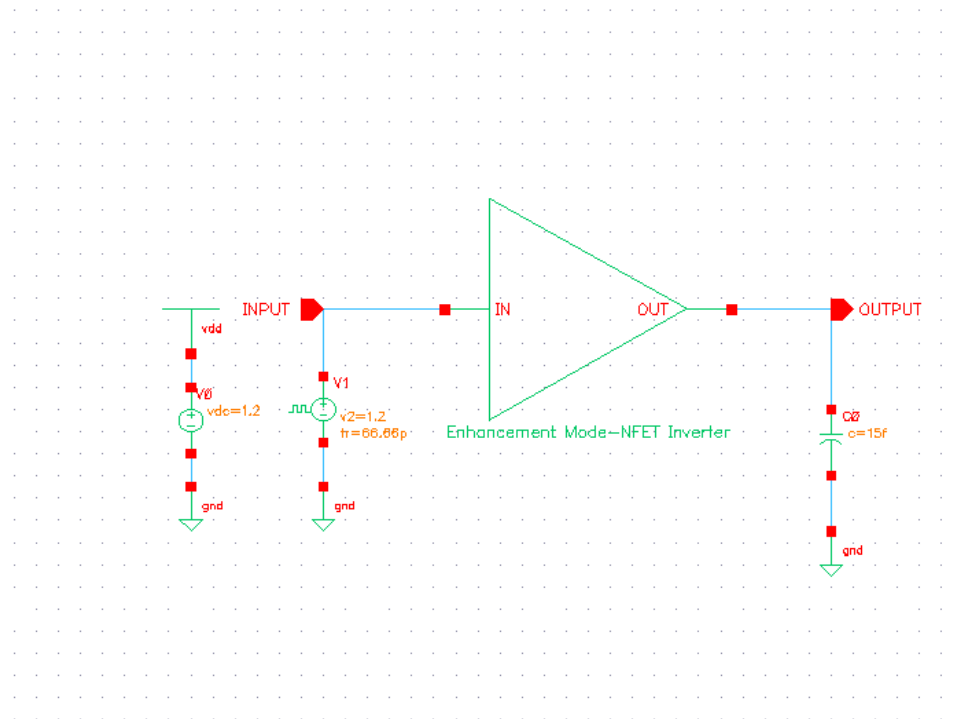 INPUT
IN
OUT
OUTPUT
vdd
V0
vdc=1.2
V1
v2=1.2
tr=66.66p
Enhancement Mode-NFET Inverter
C0
c=15f
gnd
gnd
gnd